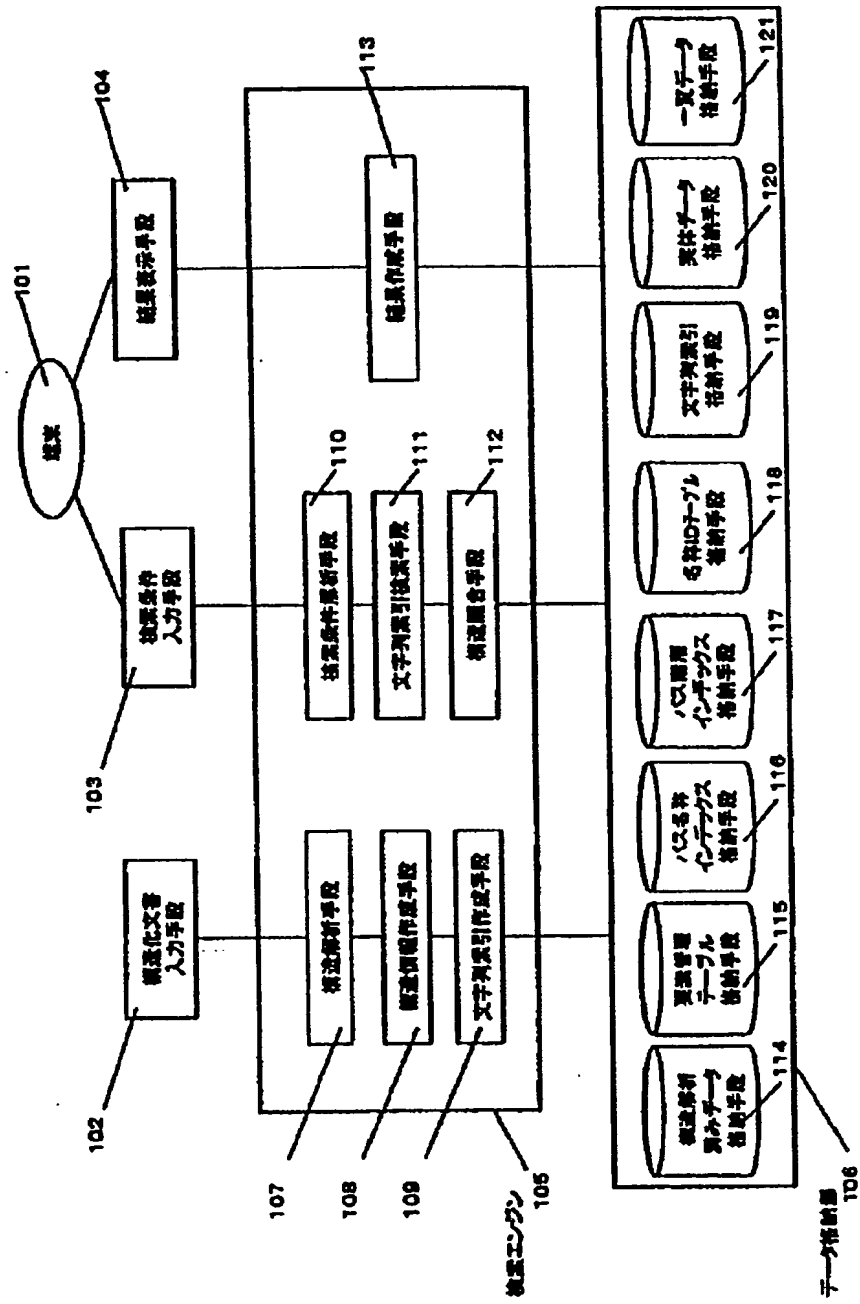 101
端末
102
構造化文書
入力手段
103
検索条件
入力手段
104
結果表示手段
107
構造解析手段
108
構造情報作成手段
109
文字列索引作成手段
110
検索条件解析手段
111
文字列索引検索手段
112
構造照合手段
113
結果作成手段
検索エンジン
105
構造解析
済みデータ
格納手段
114
要素管理
テーブル
格納手段
115
パス名称
インデックス
格納手段
116
パス階層
インデックス
格納手段
117
名称IDテーブル
格納手段
118
文字列索引
格納手段
119
実体データ
格納手段
120
一覧データ
格納手段
121
データ格納部
106